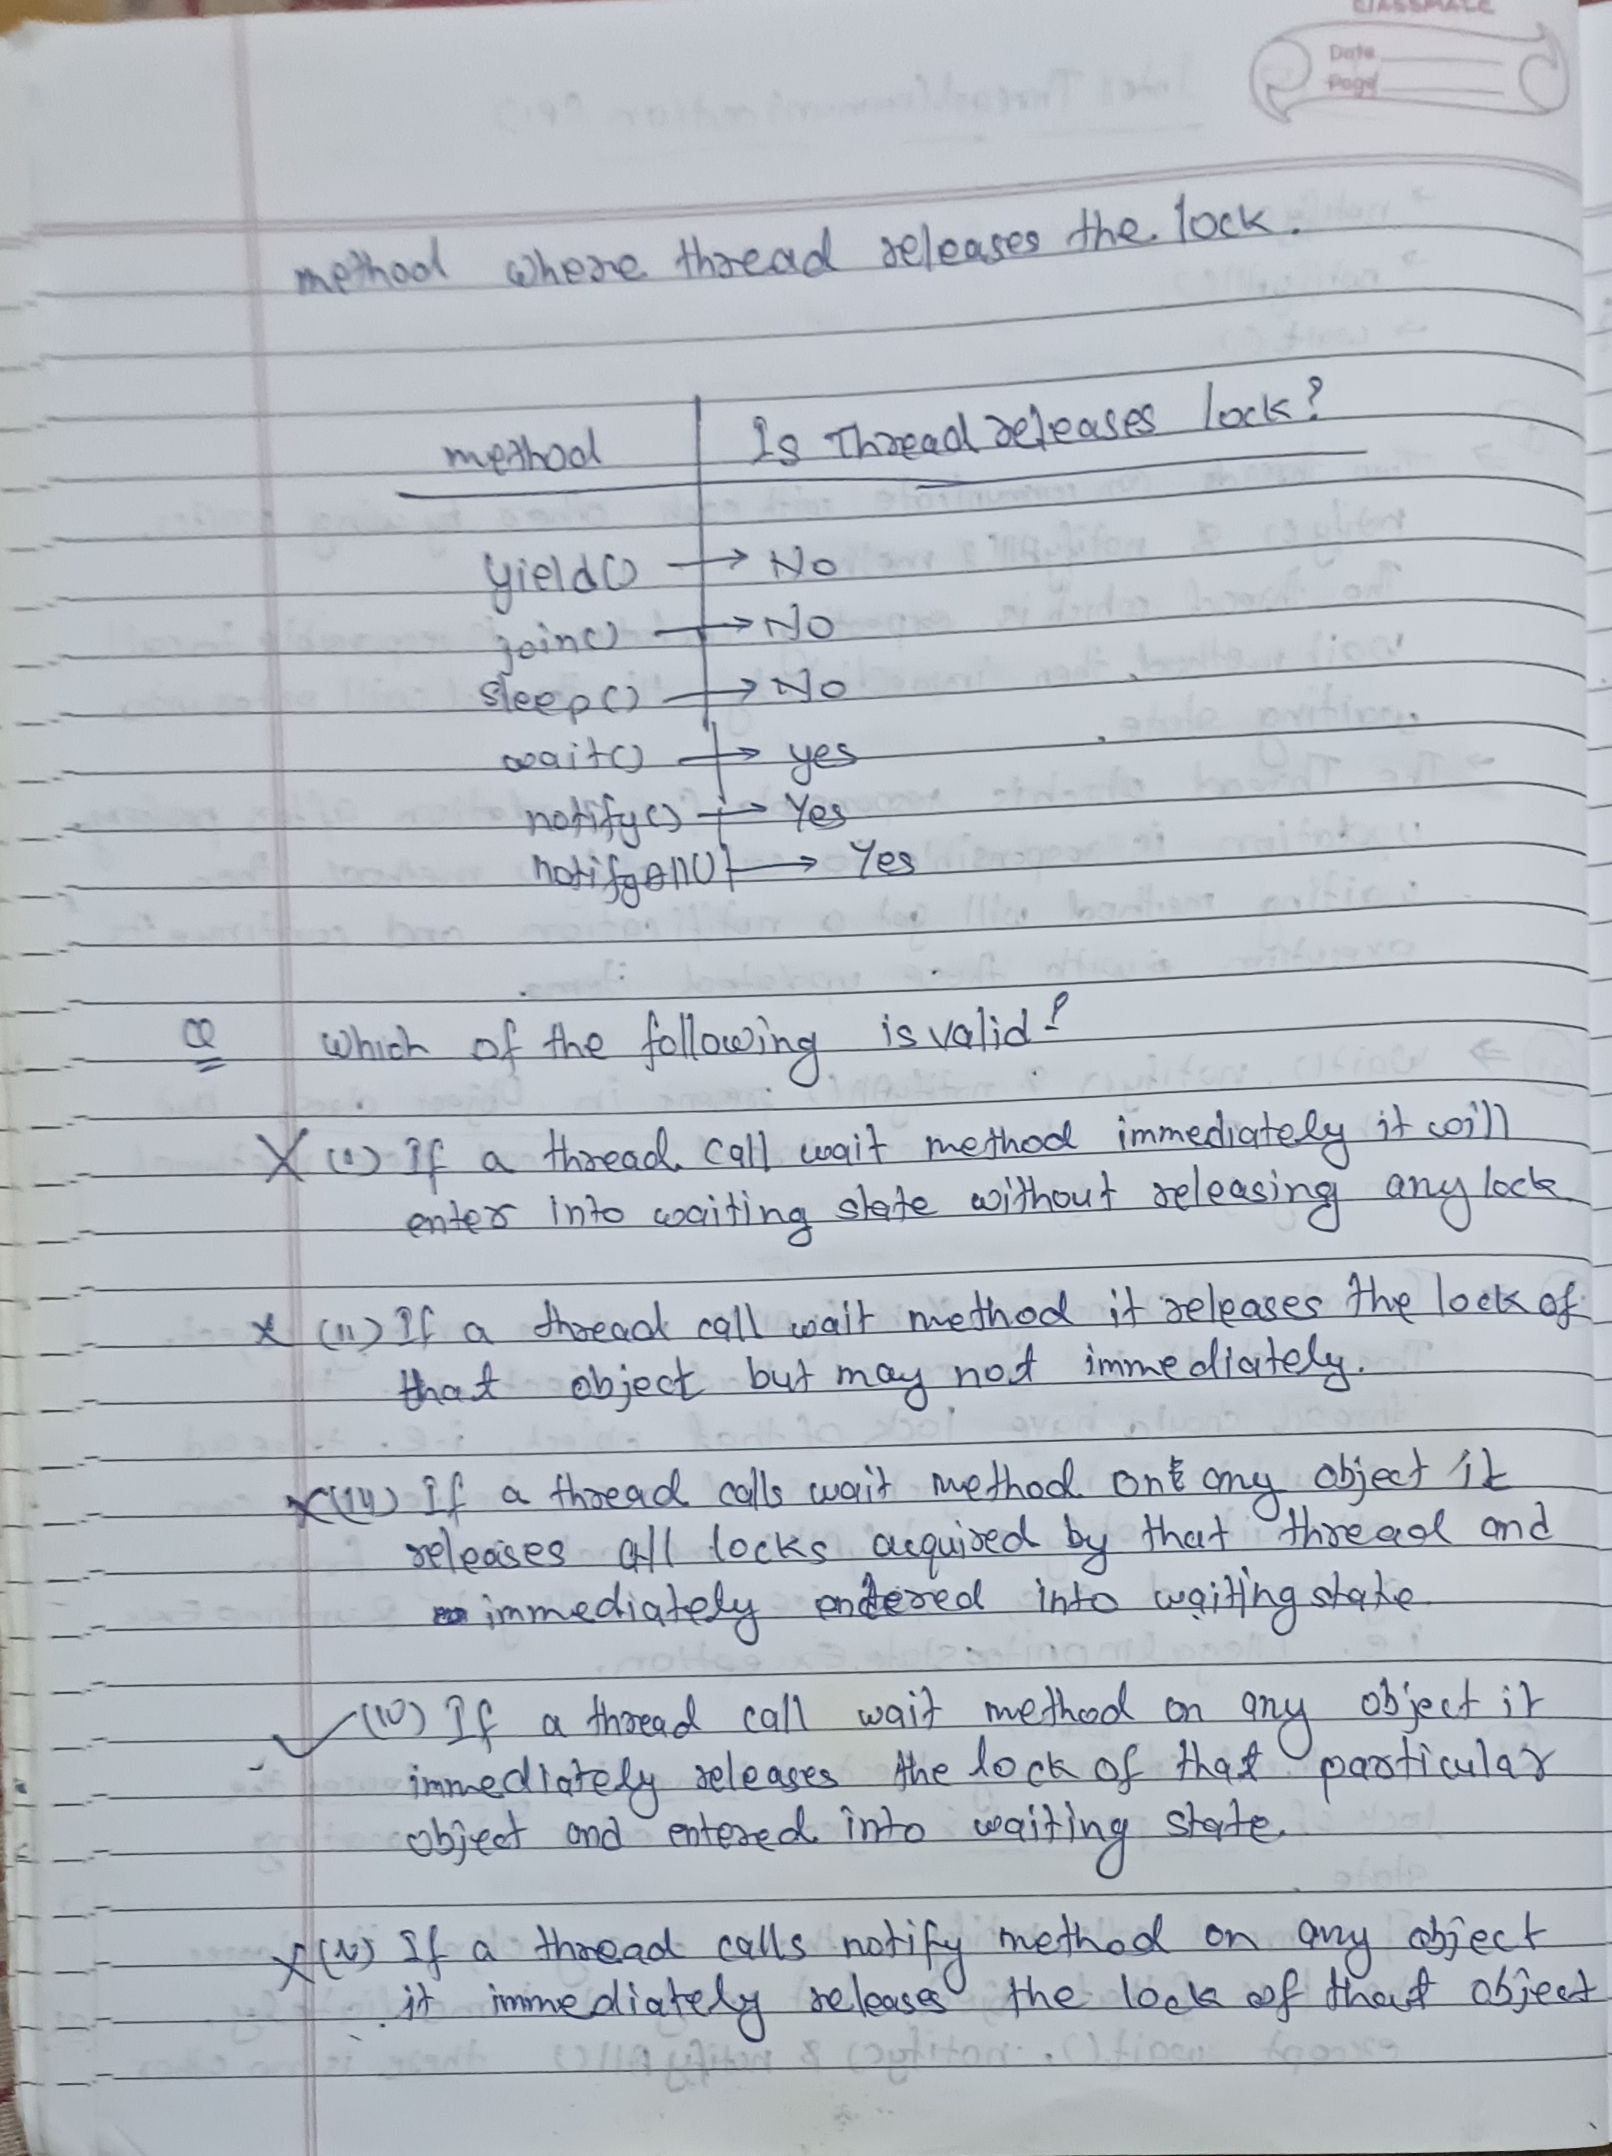 CLASSMATE
Date
Page
method where thread releases the lock.
method | Is Thread releases lock?
yield() → No
join() → No
sleep() → No
wait() → yes
notify() → Yes
notifyAll() → Yes
Q Which of the following is valid?
X (i) If a thread call wait method immediately it will
enter into waiting state without releasing any lock
x (ii) If a thread call wait method it releases the lock of
that object but may not immediately.
x (iii) If a thread calls wait method on any object it
releases all locks acquired by that thread and
immediately entered into waiting state
✓ (iv) If a thread call wait method on any object it
immediately releases the lock of that particular
object and entered into waiting state.
x (v) If a thread calls notify method on any object
it immediately releases the lock of that object